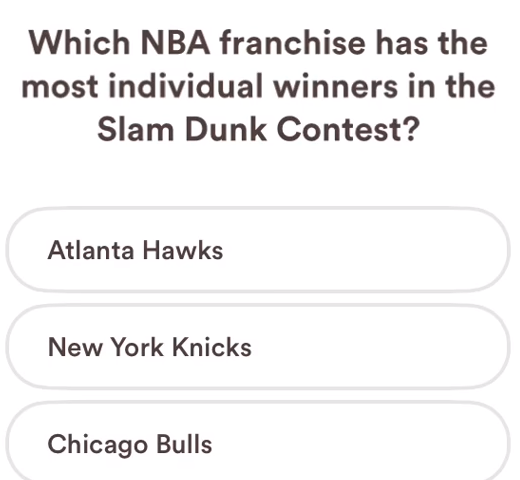 Which NBA franchise has the
most individual winners in the
Slam Dunk Contest?
Atlanta Hawks
New York Knicks
Chicago Bulls